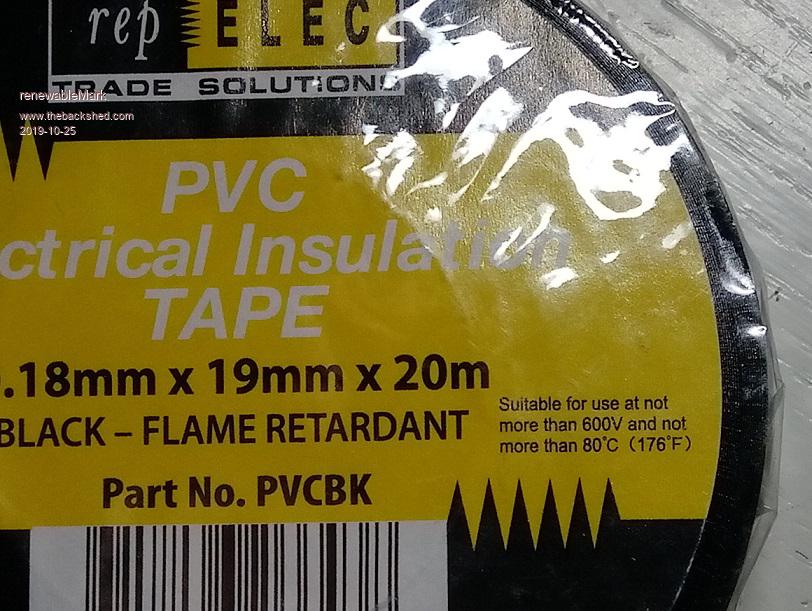 rep ELEC
TRADE SOLUTIONS
renewableMark
www.thebackshed.com
2019-10-25
PVC
ctrical Insulation
TAPE
.18mm x 19mm x 20m
BLACK – FLAME RETARDANT
Suitable for use at not
more than 600V and not
more than 80°C (176°F)
Part No. PVCBK